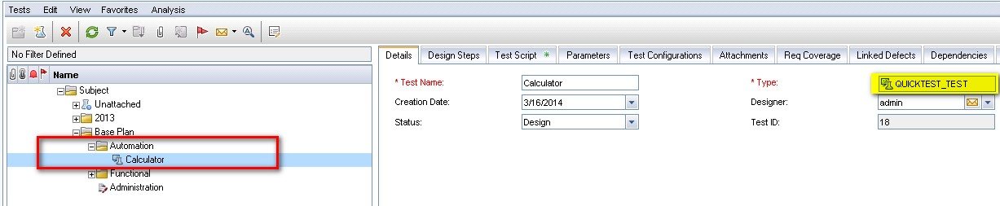 Tests Edit View Favorites Analysis
No Filter Defined
Details Design Steps Test Script * Parameters Test Configurations Attachments Req Coverage Linked Defects Dependencies
Name
* Test Name: Calculator * Type: QUICKTEST_TEST
Subject
Creation Date: 3/16/2014 Designer: admin
Unattached
2013
Status: Design Test ID: 18
Base Plan
Automation
Calculator
Functional
Administration